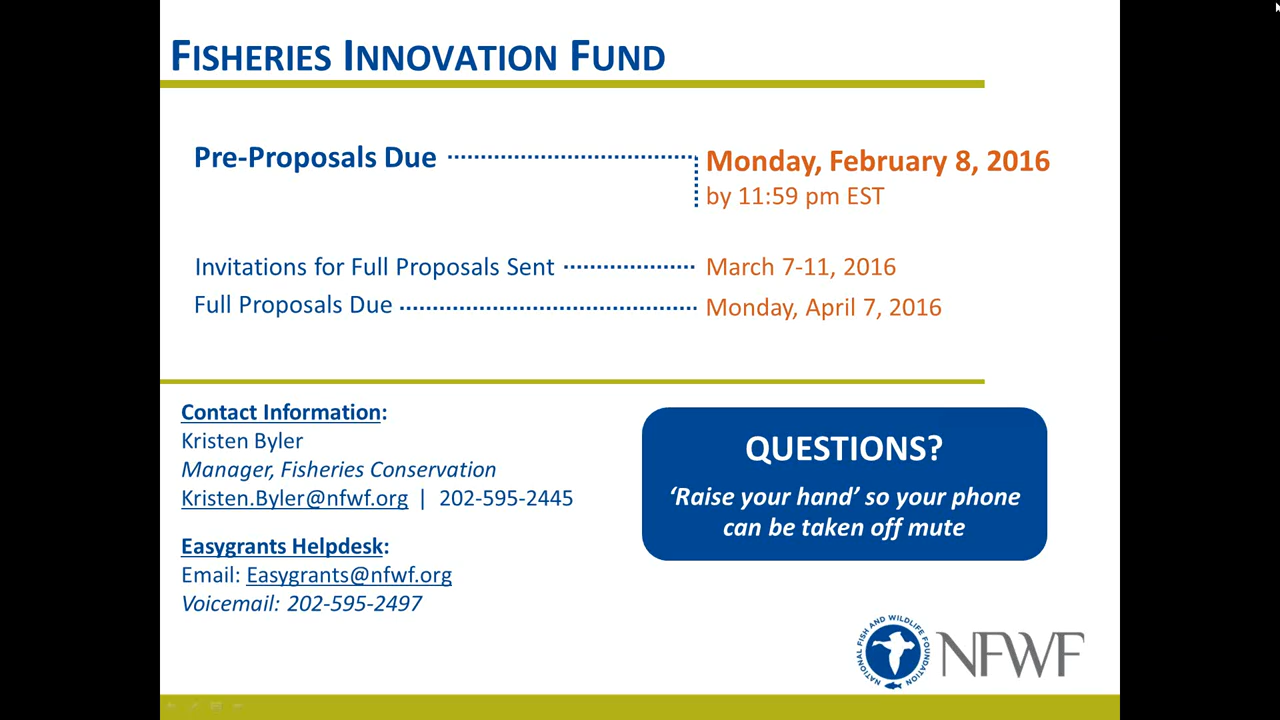 FISHERIES INNOVATION FUND
Pre-Proposals Due
Monday, February 8, 2016
by 11:59 pm EST
Invitations for Full Proposals Sent
March 7-11, 2016
Full Proposals Due
Monday, April 7, 2016
Contact Information:
Kristen Byler
Manager, Fisheries Conservation
Kristen.Byler@nfwf.org | 202-595-2445
Easygrants Helpdesk:
Email: Easygrants@nfwf.org
Voicemail: 202-595-2497
QUESTIONS?
‘Raise your hand’ so your phone
can be taken off mute
NATIONAL FISH AND WILDLIFE FOUNDATION
NFWF